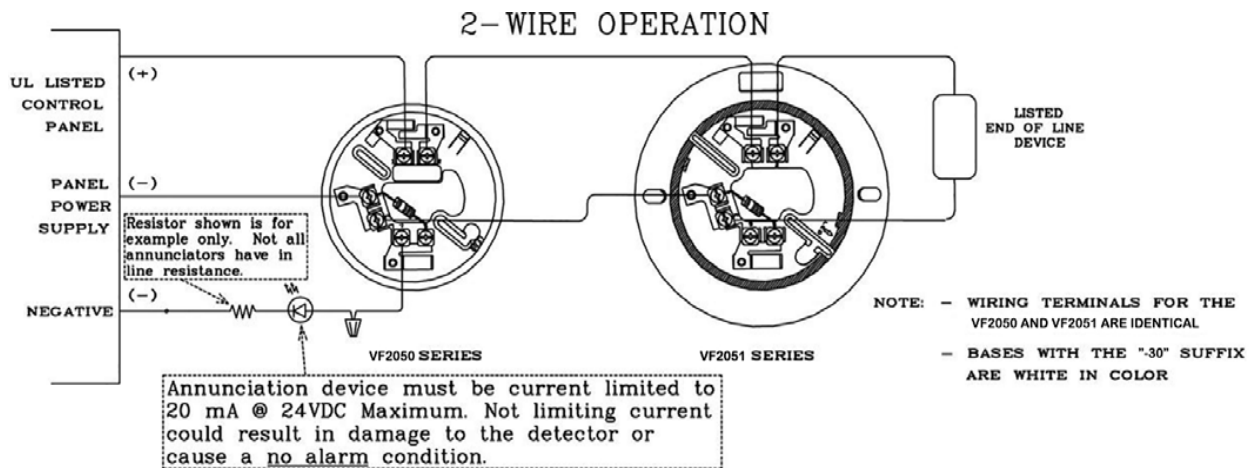 2-WIRE OPERATION
UL LISTED
CONTROL
PANEL
(+)
PANEL
POWER
SUPPLY
(-)
Resistor shown is for
example only. Not all
annunciators have in
line resistance.
NEGATIVE
(-)
LISTED
END OF LINE
DEVICE
VF2050 SERIES
VF2051 SERIES
NOTE: - WIRING TERMINALS FOR THE
VF2050 AND VF2051 ARE IDENTICAL
- BASES WITH THE "-30" SUFFIX
ARE WHITE IN COLOR
Annunciation device must be current limited to
20 mA @ 24VDC Maximum. Not limiting current
could result in damage to the detector or
cause a no alarm condition.